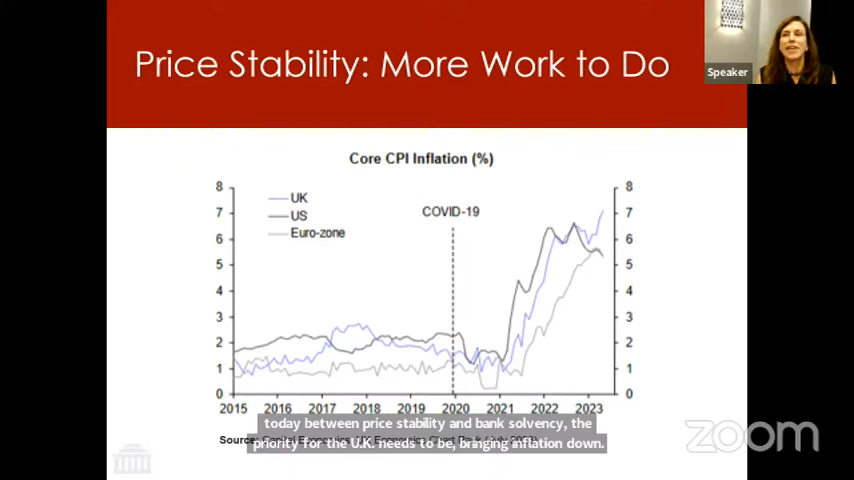 Price Stability: More Work to Do
Speaker
Core CPI Inflation (%)
8 8
UK
US
Euro-zone
COVID-19
7 7
6 6
5 5
4 4
3 3
2 2
1 1
0 0
2015 2016 2017 2018 2019 2020 2021 2022 2023
today between price stability and bank solvency, the
Source:
priority for the U.K. needs to be, bringing inflation down.
zoom